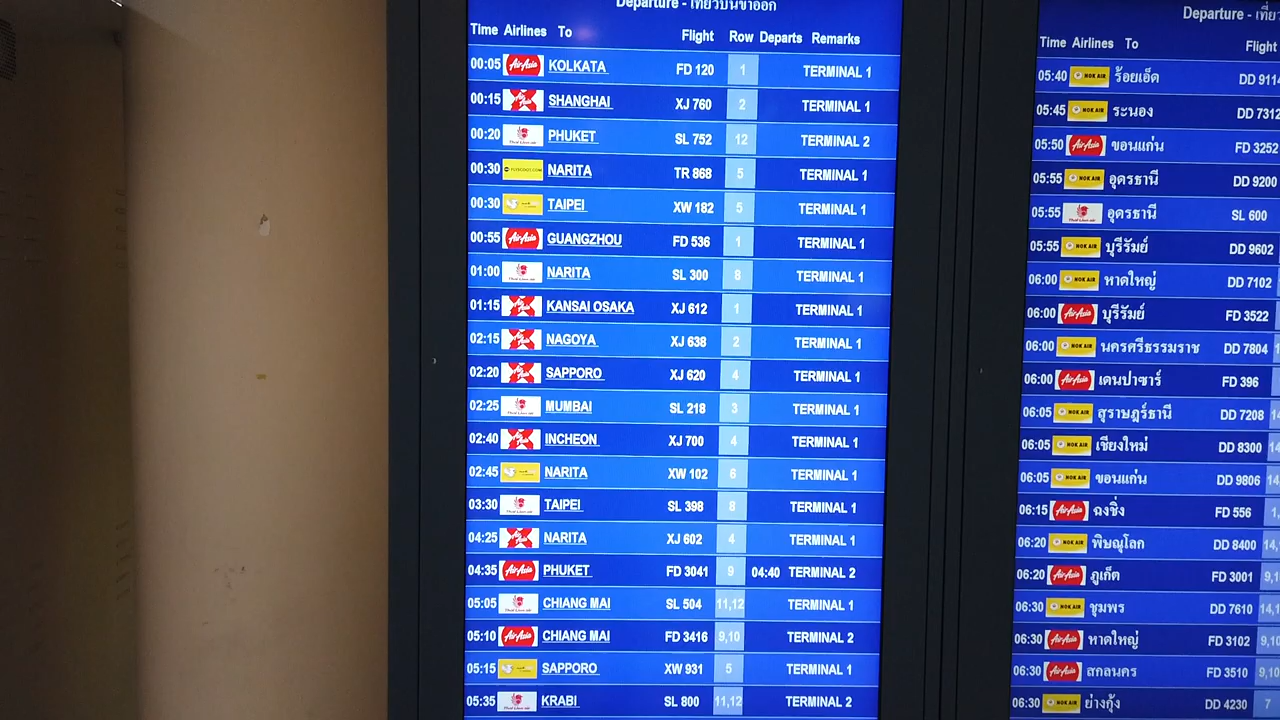 Departure - เที่ยวบินขาออก
Time Airlines To Flight Row Departs Remarks
00:05 AirAsia KOLKATA FD 120 1 TERMINAL 1
00:15 SHANGHAI XJ 760 2 TERMINAL 1
00:20 PHUKET SL 752 12 TERMINAL 2
00:30 NARITA TR 868 5 TERMINAL 1
00:30 TAIPEI XW 182 5 TERMINAL 1
00:55 AirAsia GUANGZHOU FD 536 1 TERMINAL 1
01:00 NARITA SL 300 8 TERMINAL 1
01:15 KANSAI OSAKA XJ 612 1 TERMINAL 1
02:15 NAGOYA XJ 638 2 TERMINAL 1
02:20 SAPPORO XJ 620 4 TERMINAL 1
02:25 MUMBAI SL 218 3 TERMINAL 1
02:40 INCHEON XJ 700 4 TERMINAL 1
02:45 NARITA XW 102 6 TERMINAL 1
03:30 TAIPEI SL 398 8 TERMINAL 1
04:25 NARITA XJ 602 4 TERMINAL 1
04:35 AirAsia PHUKET FD 3041 9 04:40 TERMINAL 2
05:05 CHIANG MAI SL 504 11,12 TERMINAL 1
05:10 AirAsia CHIANG MAI FD 3416 9,10 TERMINAL 2
05:15 SAPPORO XW 931 5 TERMINAL 1
05:35 KRABI SL 800 11,12 TERMINAL 2
Departure - เที่ย
Time Airlines To Flight
05:40 NOK AIR ร้อยเอ็ด DD 911
05:45 NOK AIR ระนอง DD 7312
05:50 AirAsia ขอนแก่น FD 3252
05:55 NOK AIR อุดรธานี DD 9200
05:55 อุดรธานี SL 600
05:55 NOK AIR บุรีรัมย์ DD 9602
06:00 NOK AIR หาดใหญ่ DD 7102
06:00 AirAsia บุรีรัมย์ FD 3522
06:00 NOK AIR นครศรีธรรมราช DD 7804
06:00 AirAsia เดนปาซาร์ FD 396
06:05 NOK AIR สุราษฎร์ธานี DD 7208
06:05 NOK AIR เชียงใหม่ DD 8300
06:05 NOK AIR ขอนแก่น DD 9806
06:15 AirAsia ฉงชิ่ง FD 556
06:20 NOK AIR พิษณุโลก DD 8400
06:20 AirAsia ภูเก็ต FD 3001 9,1
06:30 NOK AIR ชุมพร DD 7610
06:30 AirAsia หาดใหญ่ FD 3102 9,10
06:30 AirAsia สกลนคร FD 3510 9,10
06:30 NOK AIR ย่างกุ้ง DD 4230 7